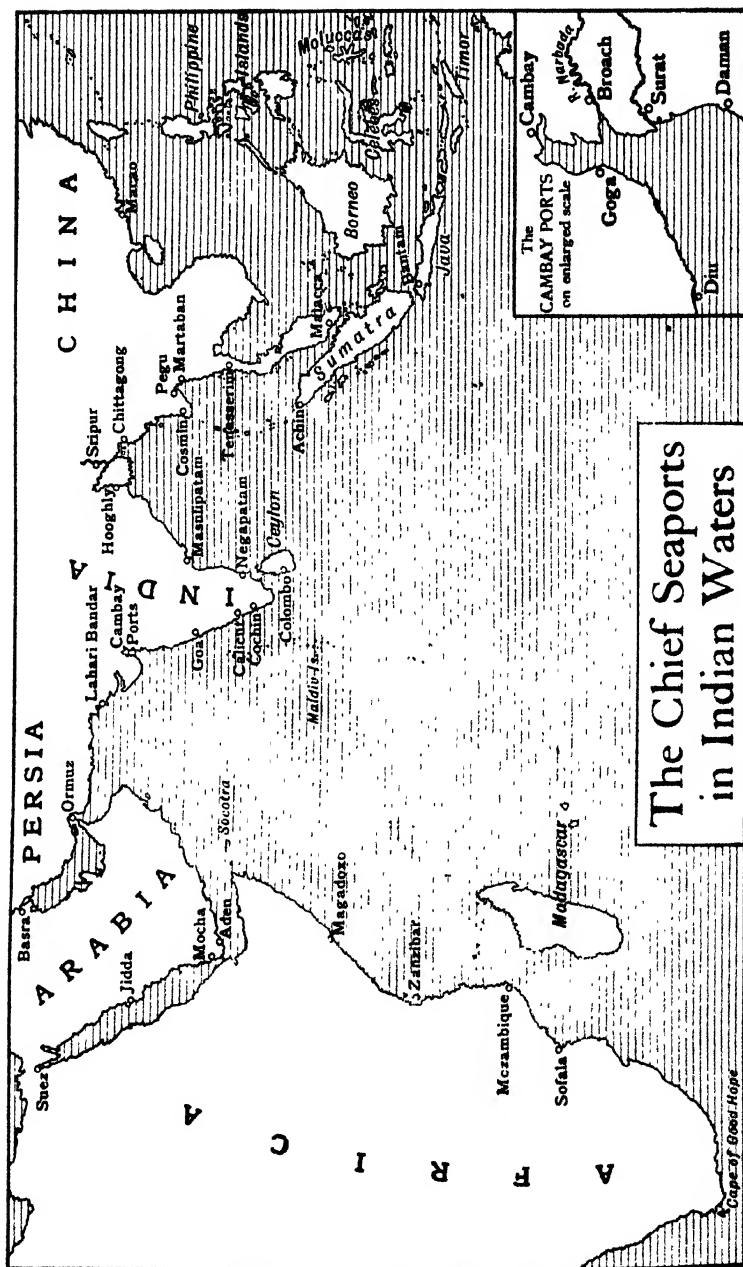 The Chief Seaports
in Indian Waters
PERSIA
CHINA
ARABIA
INDIA
AFRICA
Suez
Jidda
Mocha
Aden
Basra
Ormuz
Socotra
Magadoxo
Zanzibar
Mozambique
Sofala
Madagascar
Cape of Good Hope
Lahari Bandar
Cambay
Ports
Goa
Calicut
Cochin
Colombo
Ceylon
Maldiv Is.
Negapatam
Masulipatam
Hooghly
Sripur
Chittagong
Cosmin
Pegu
Martaban
Tenasserim
Achin
Sumatra
Malacca
Bantam
Java
Borneo
Celebes
Moluccas
Timor
Philippine
Islands
Macao
The
CAMBAY PORTS
on enlarged scale
Cambay
R. Narbada
Broach
Goga
Surat
Daman
Diu